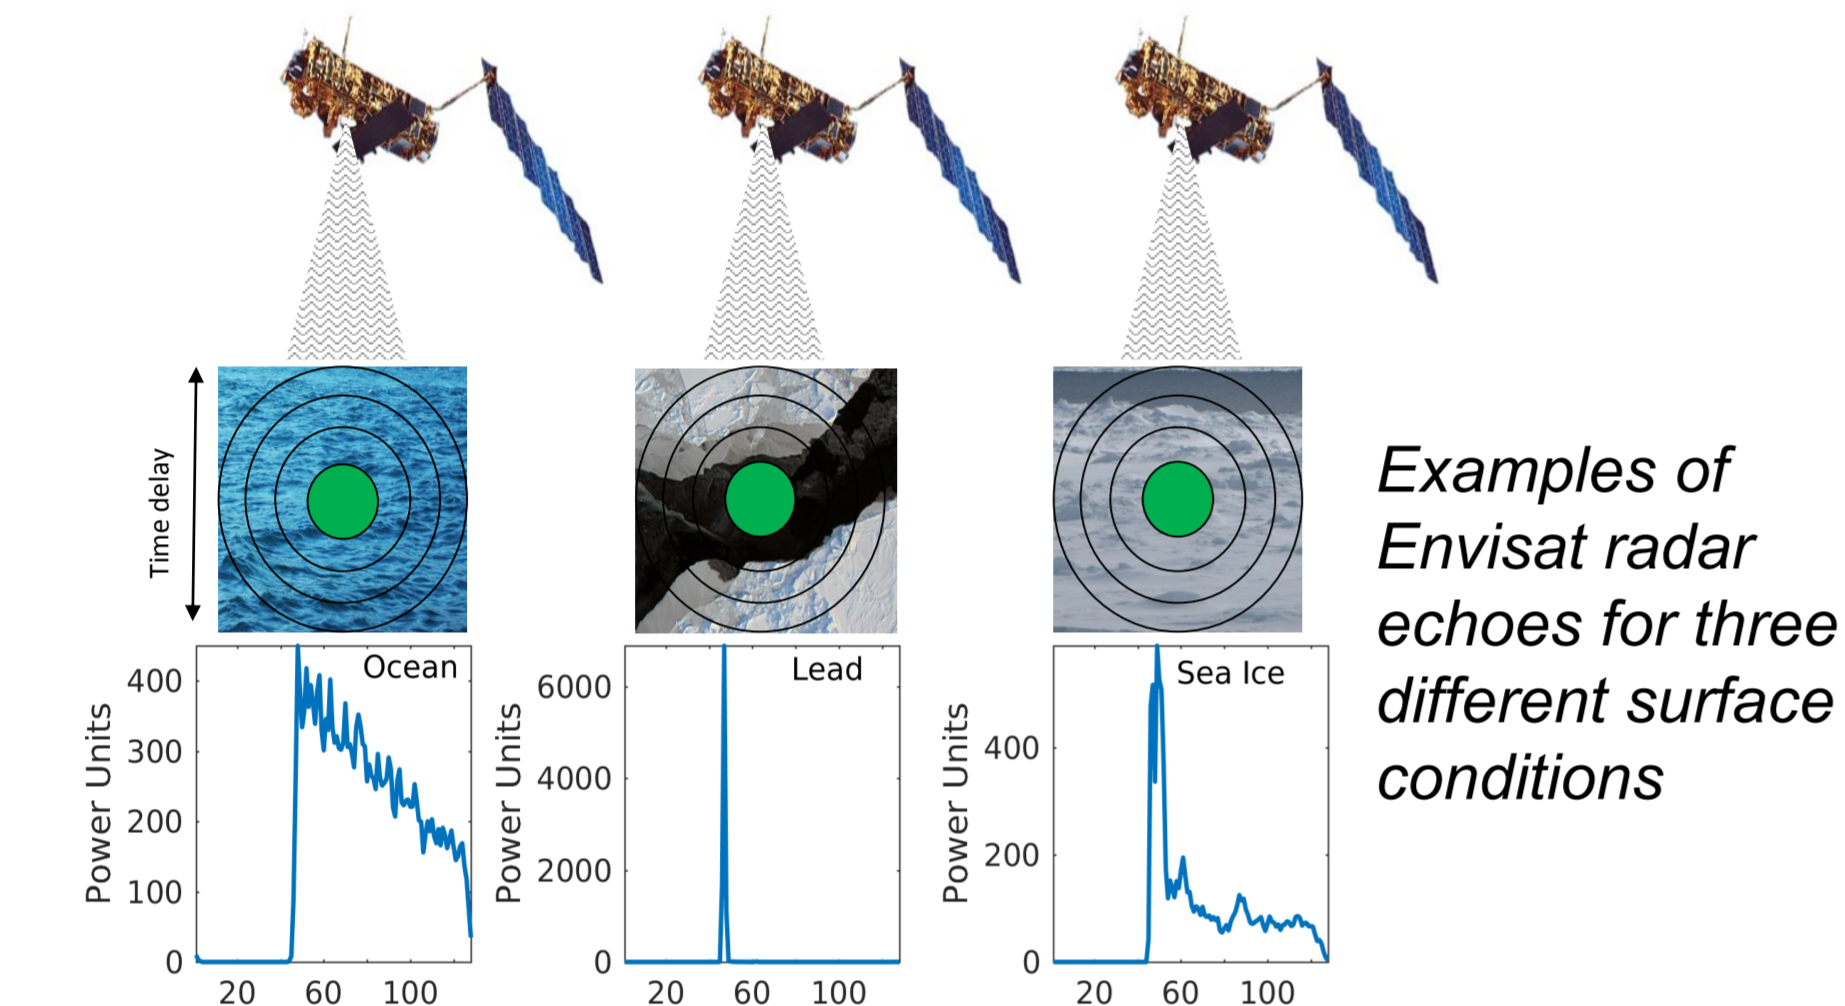 Time delay
Examples of
Envisat radar
echoes for three
different surface
conditions
Ocean
Power Units
400
300
200
100
0
20 60 100
Lead
Power Units
6000
4000
2000
0
20 60 100
Sea Ice
Power Units
400
200
0
20 60 100